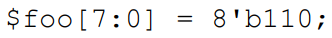 $foo[7:0] = 8'b110;